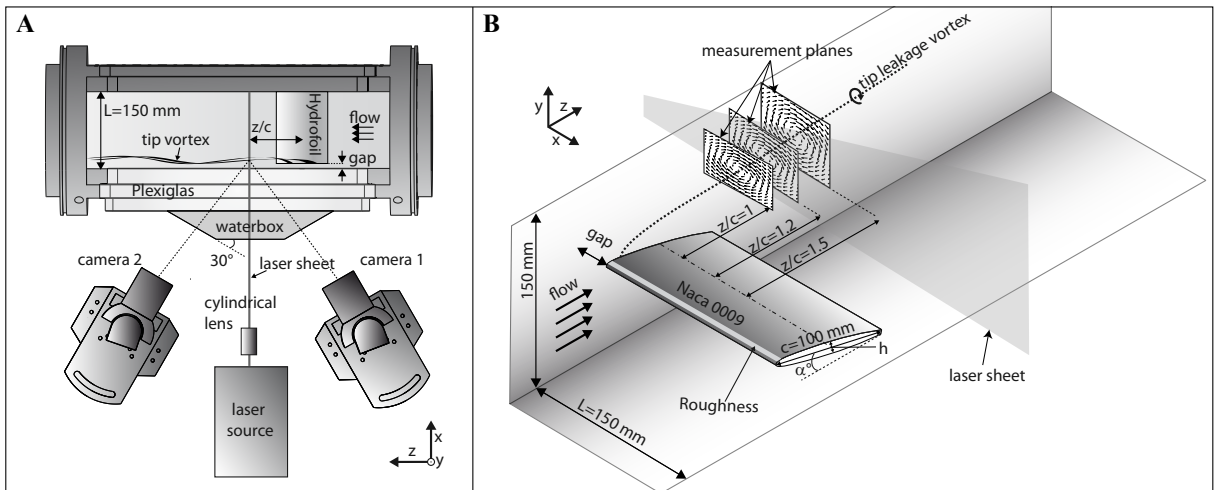 A
L=150 mm
Hydrofoil
flow
z/c
tip vortex
gap
Plexiglas
waterbox
30°
camera 2
laser sheet
camera 1
cylindrical
lens
laser
source
x
z
y
B
measurement planes
tip leakage vortex
y
z
x
z/c=1
z/c=1.2
z/c=1.5
gap
150 mm
flow
Naca 0009
c=100 mm
h
α°
laser sheet
Roughness
L=150 mm